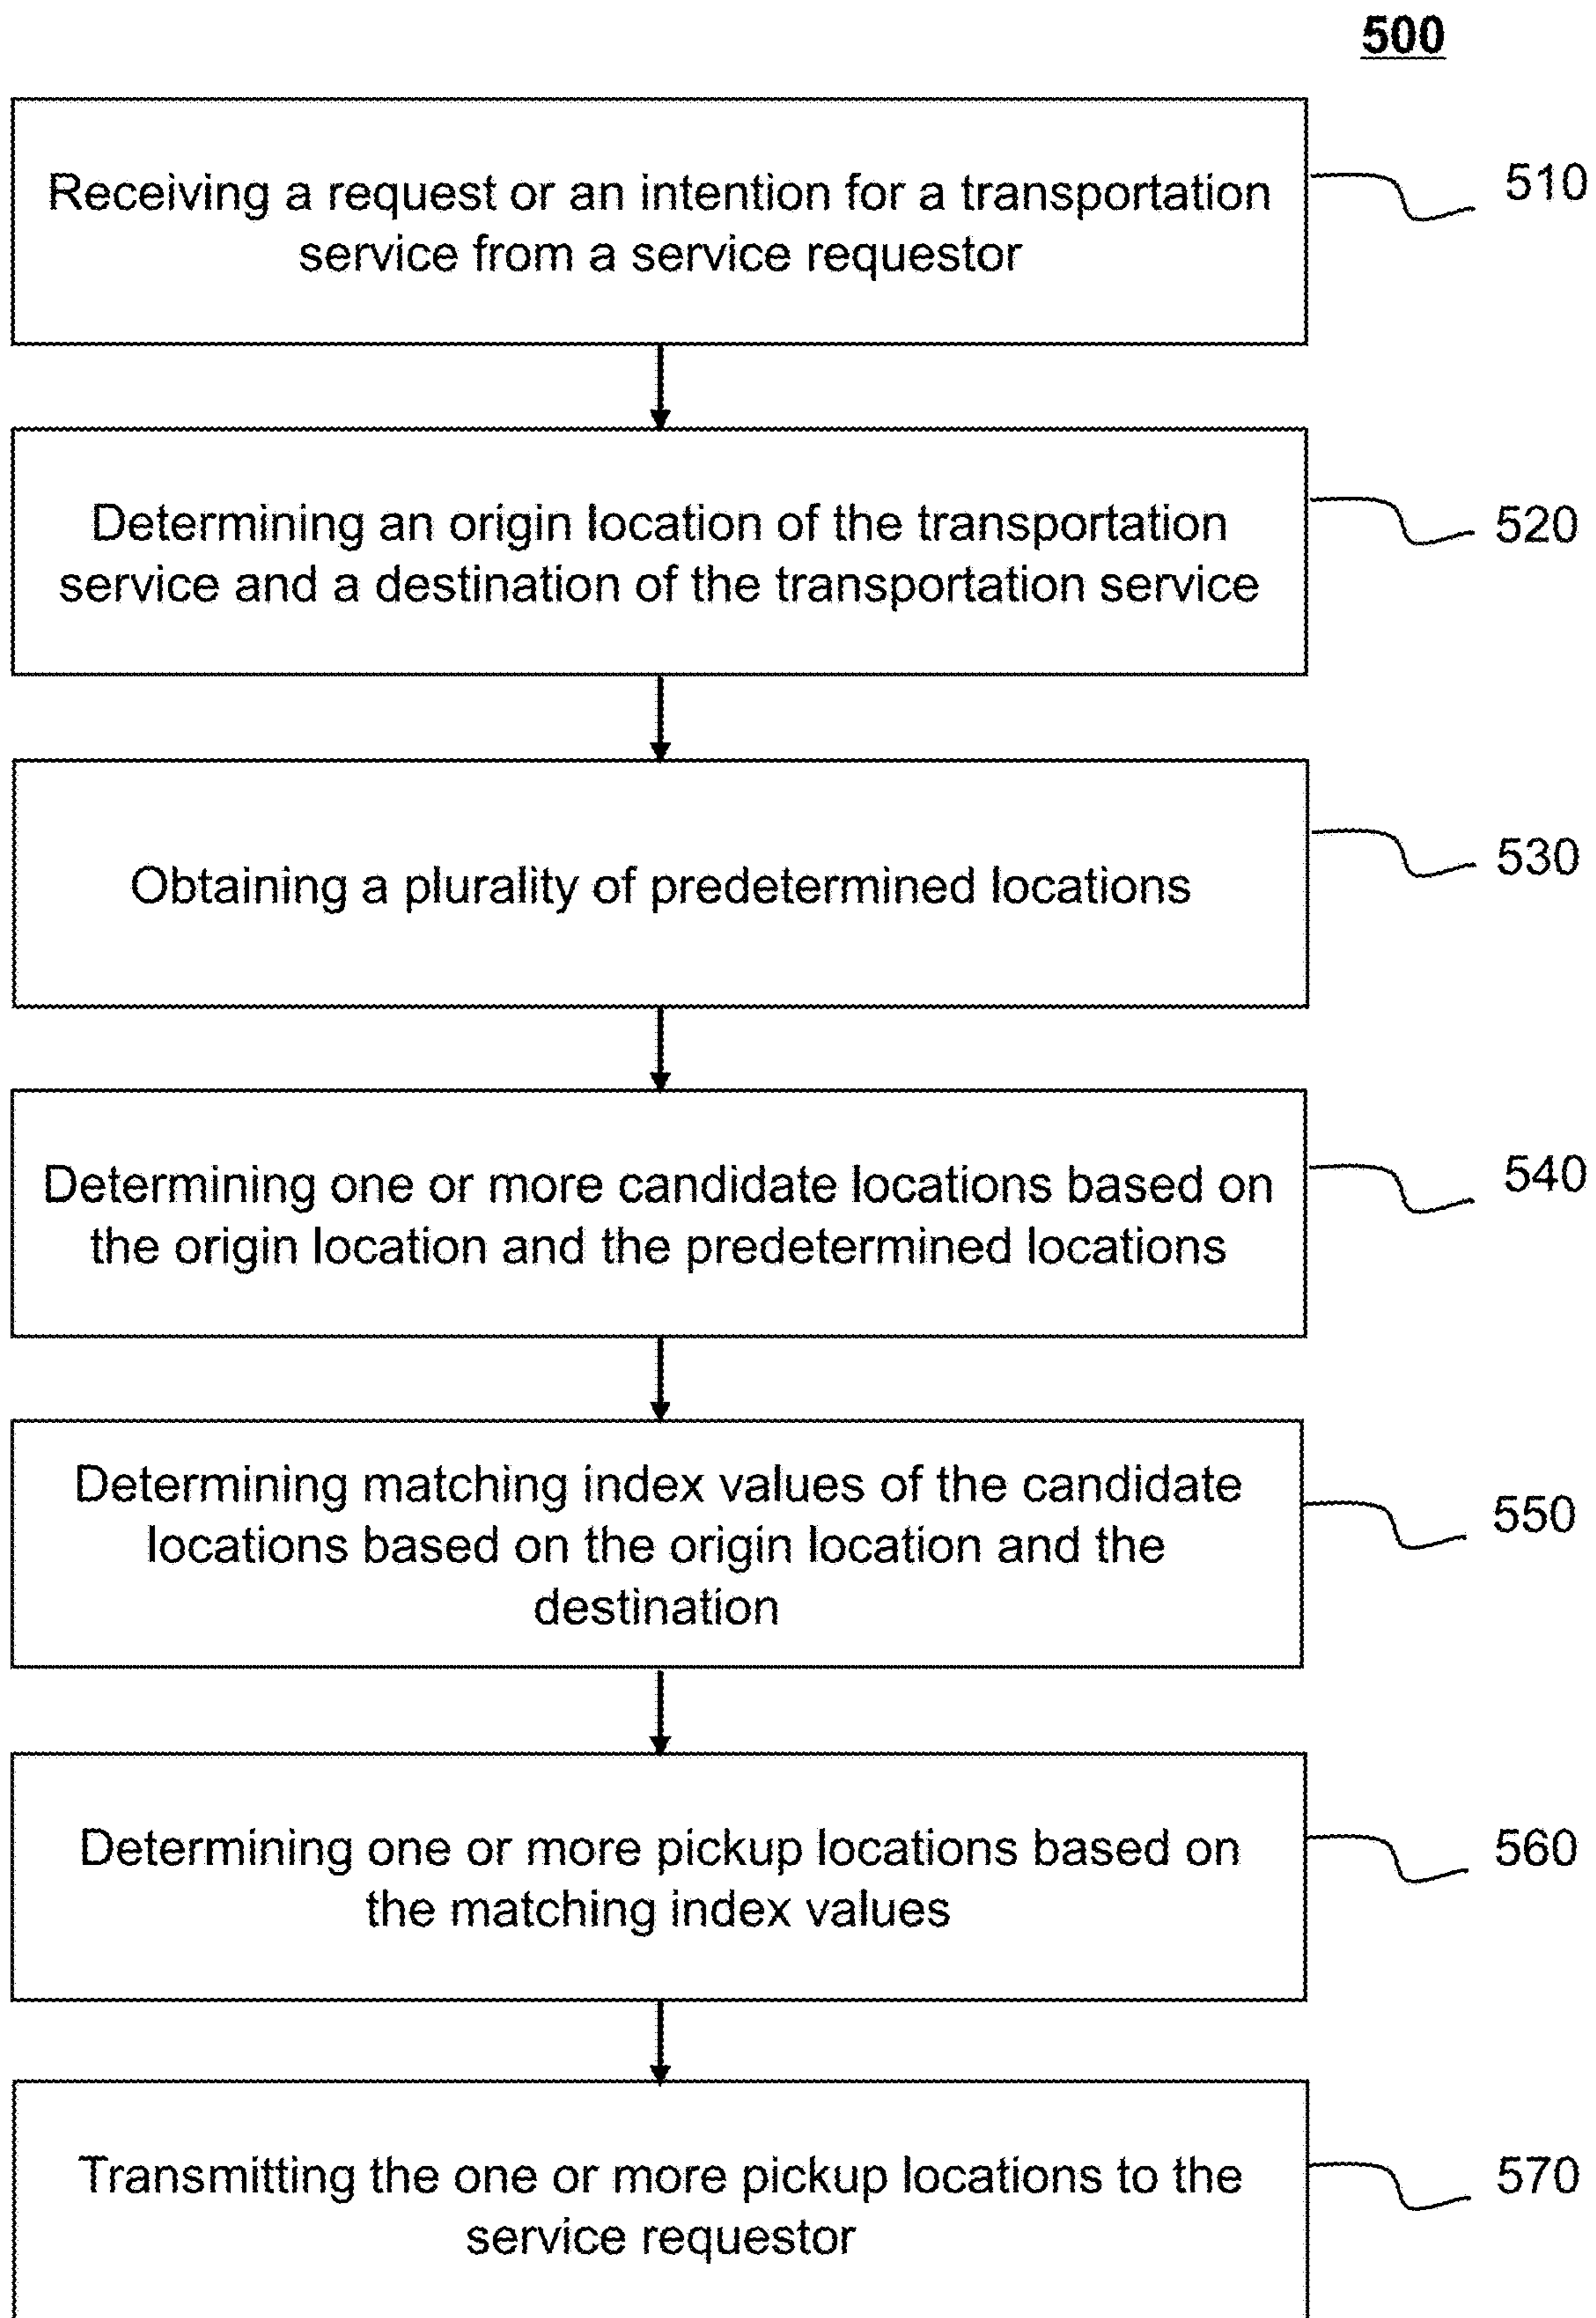 500
Receiving a request or an intention for a transportation
service from a service requestor
510
Determining an origin location of the transportation
service and a destination of the transportation service
520
Obtaining a plurality of predetermined locations
530
Determining one or more candidate locations based on
the origin location and the predetermined locations
540
Determining matching index values of the candidate
locations based on the origin location and the
destination
550
Determining one or more pickup locations based on
the matching index values
560
Transmitting the one or more pickup locations to the
service requestor
570